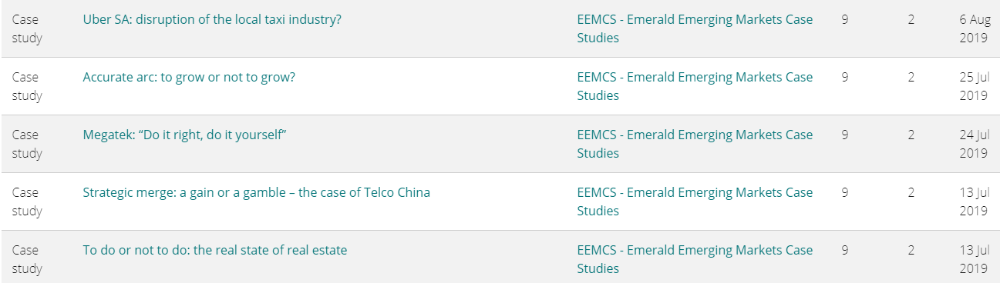 Case Uber SA: disruption of the local taxi industry? EEMCS - Emerald Emerging Markets Case 9 2 6 Aug
study Studies 2019
Case Accurate arc: to grow or not to grow? EEMCS - Emerald Emerging Markets Case 9 2 25 Jul
study Studies 2019
Case Megatek: “Do it right, do it yourself” EEMCS - Emerald Emerging Markets Case 9 2 24 Jul
study Studies 2019
Case Strategic merge: a gain or a gamble – the case of Telco China EEMCS - Emerald Emerging Markets Case 9 2 13 Jul
study Studies 2019
Case To do or not to do: the real state of real estate EEMCS - Emerald Emerging Markets Case 9 2 13 Jul
study Studies 2019